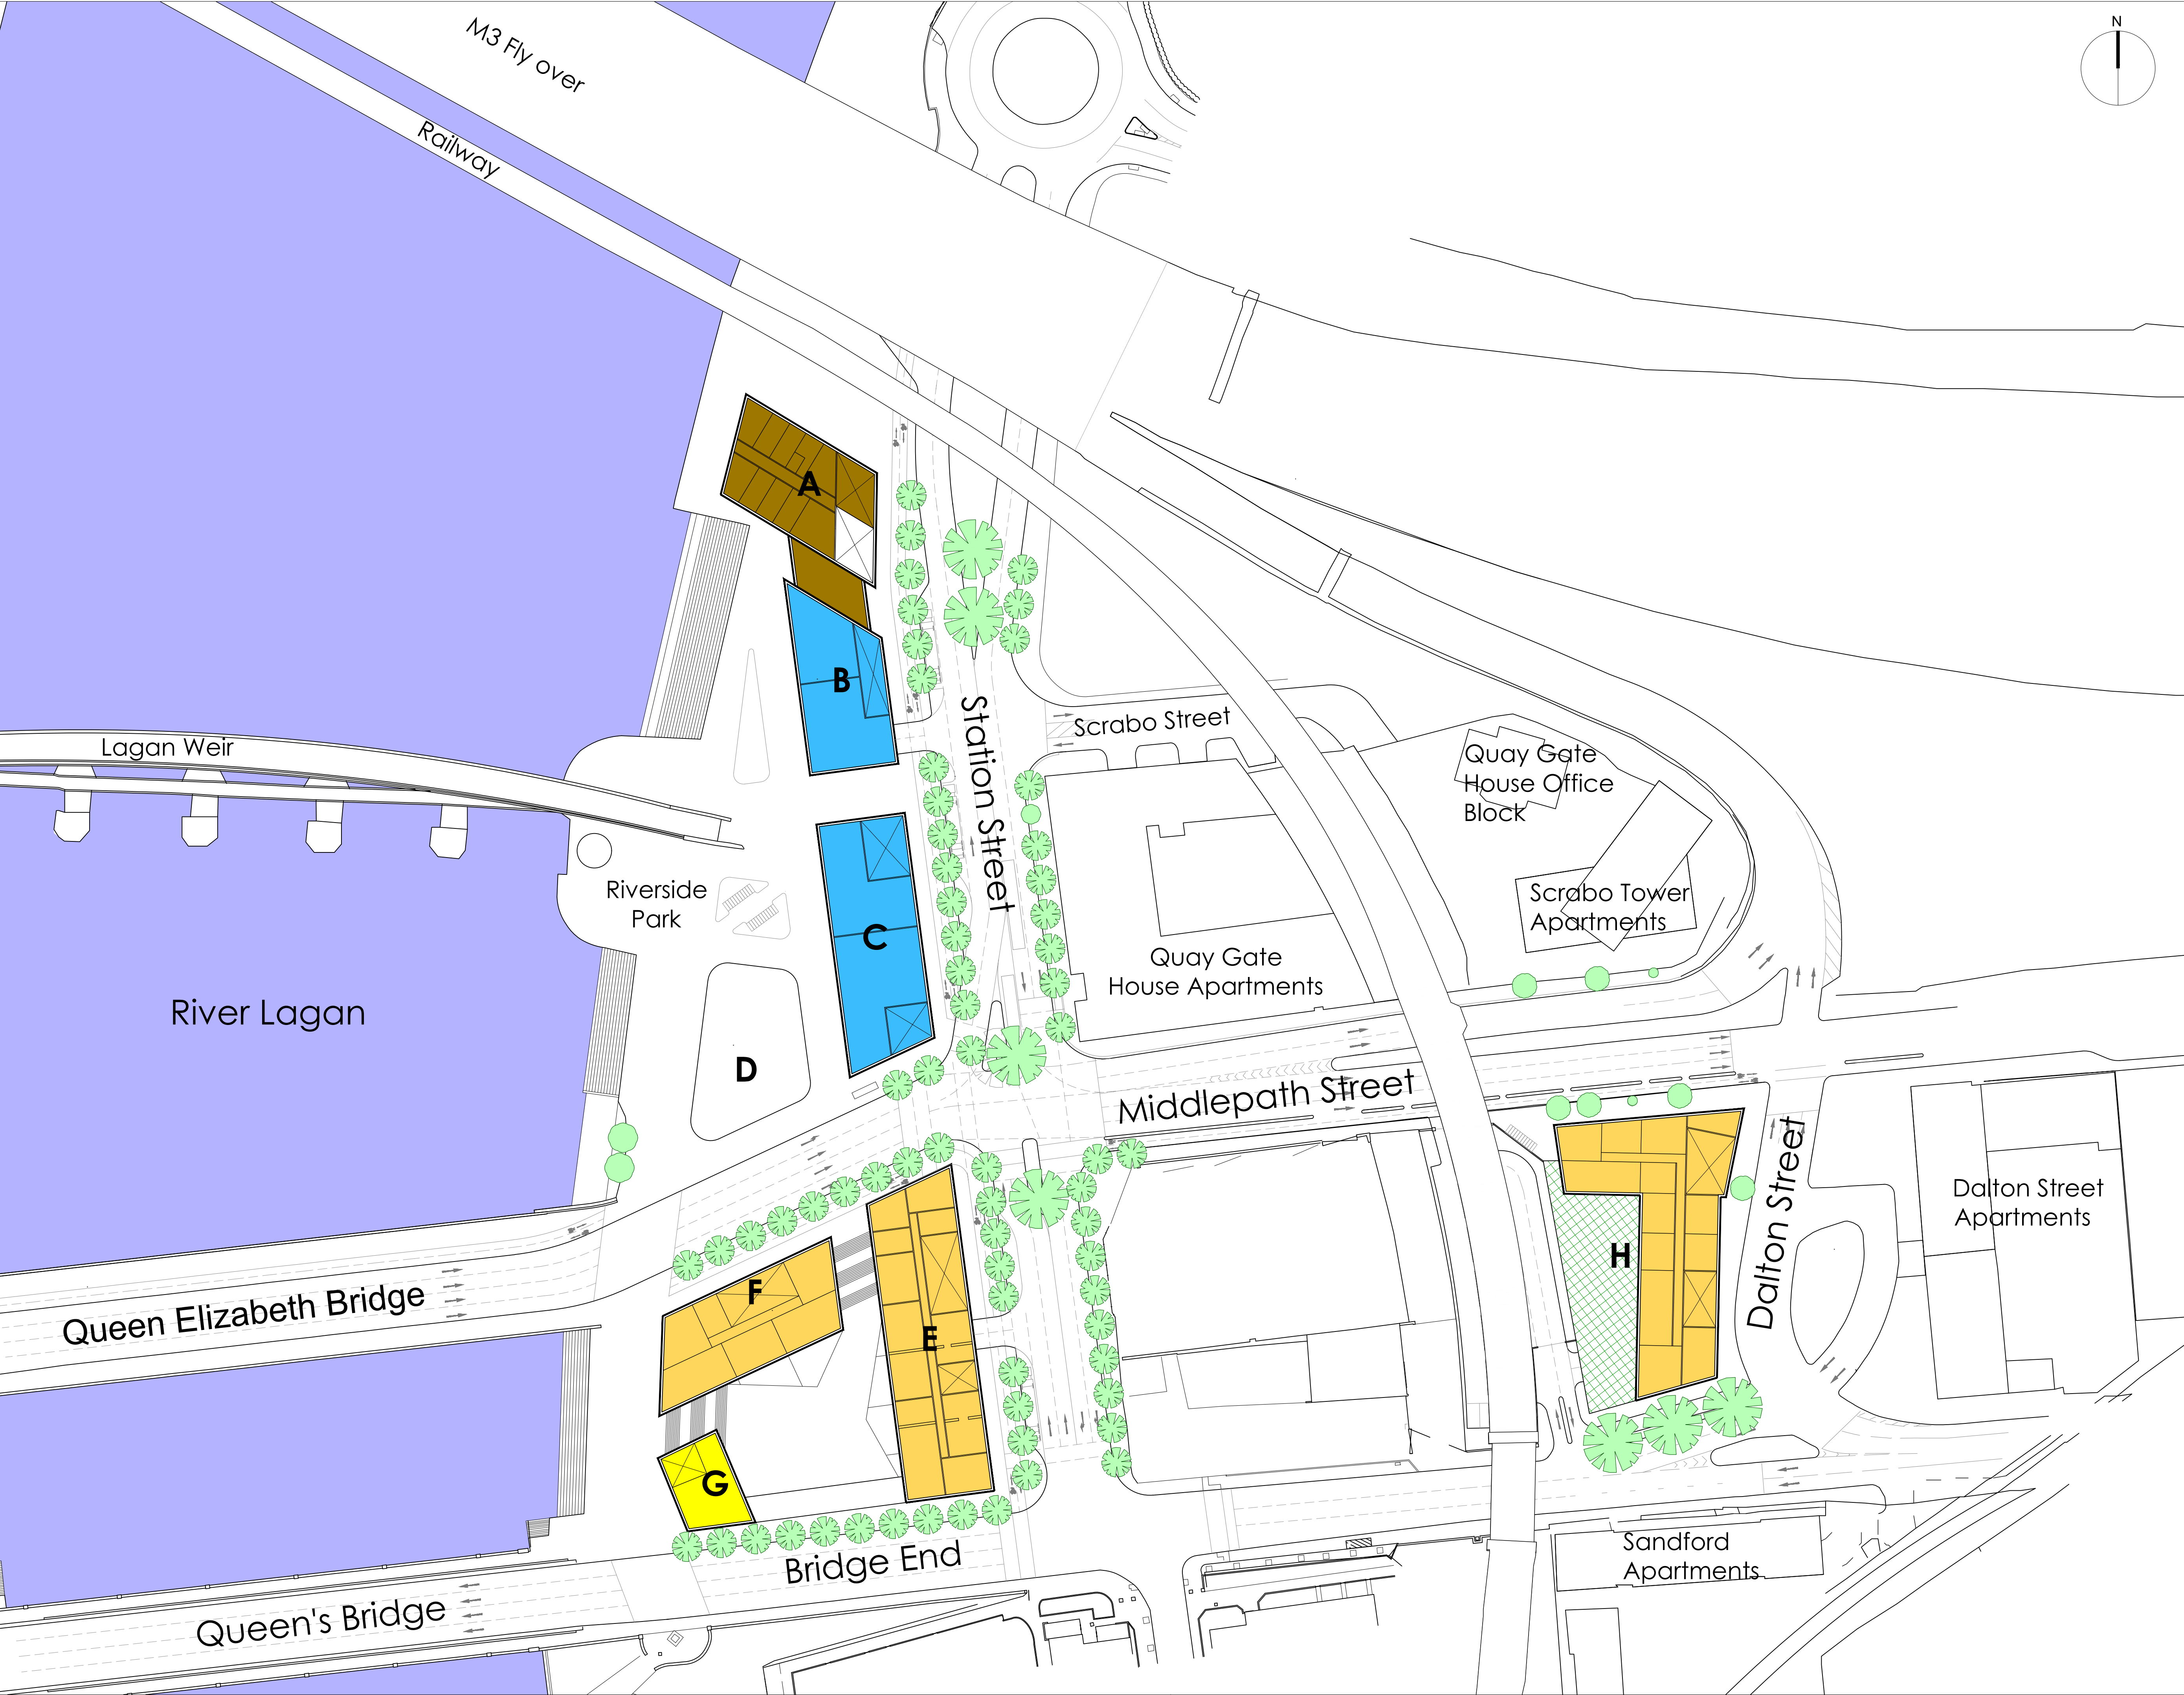 N
M3 Fly over
Railway
A
B
Station Street
Scrabo Street
Lagan Weir
Quay Gate
House Office
Block
Riverside
Park
Scrabo Tower
Apartments
C
Quay Gate
House Apartments
River Lagan
D
Middlepath Street
Dalton Street
Dalton Street
Apartments
H
F
Queen Elizabeth Bridge
E
G
Bridge End
Sandford
Apartments
Queen's Bridge